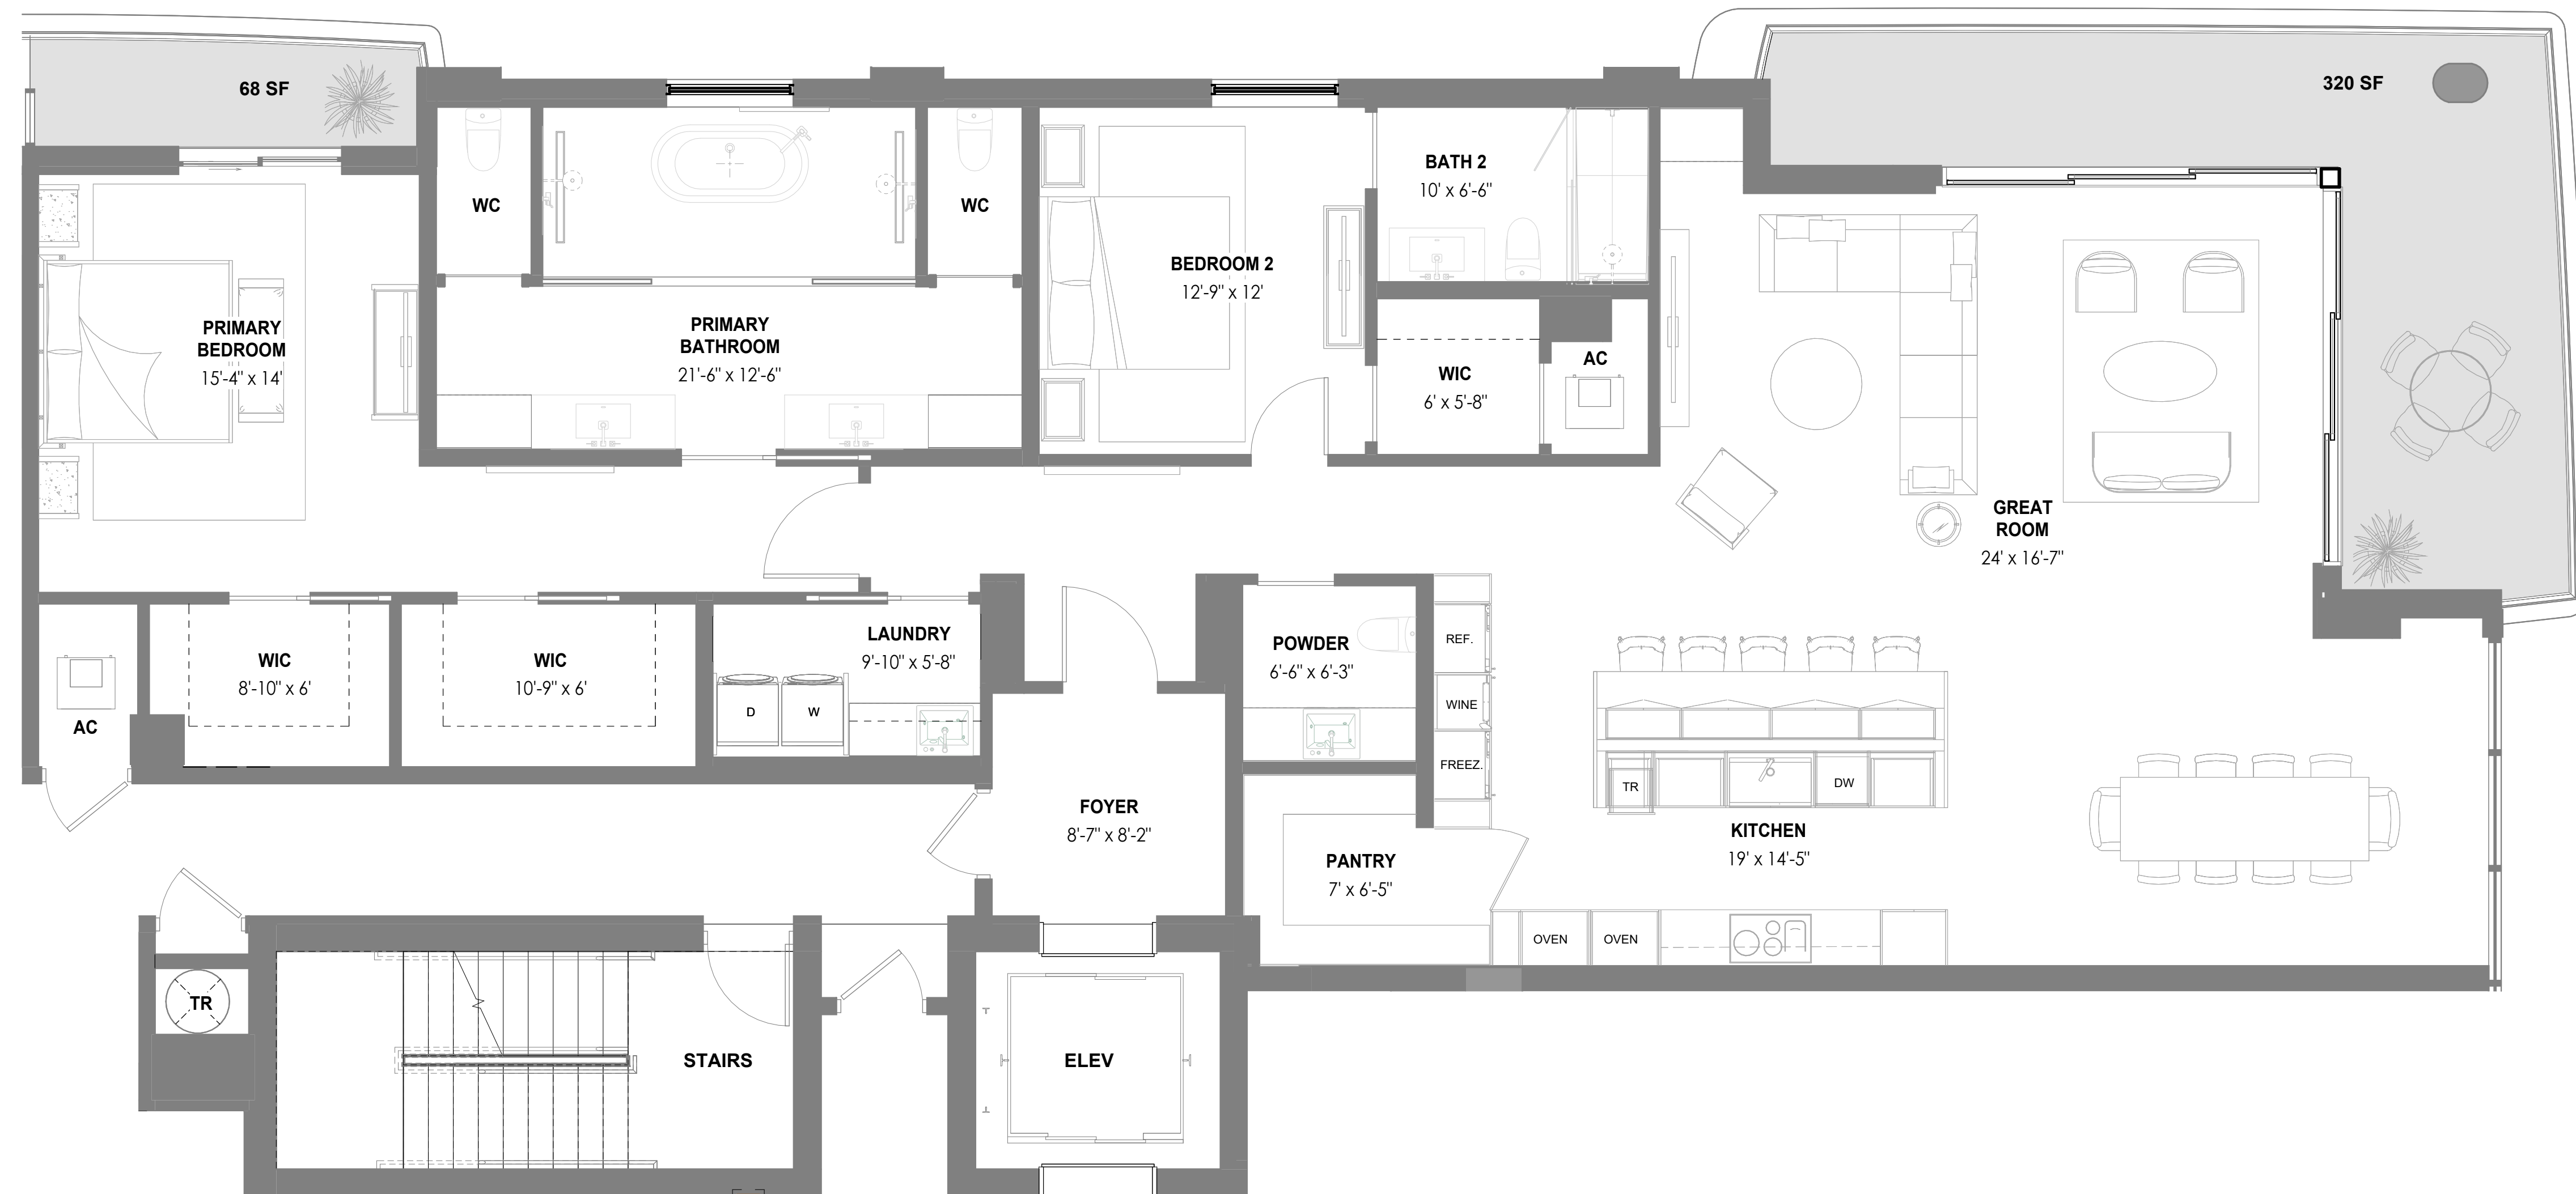 68 SF
320 SF
WC
WC
BATH 2
10' x 6'-6"
BEDROOM 2
12'-9" x 12'
PRIMARY
BEDROOM
15'-4" x 14'
PRIMARY
BATHROOM
21'-6" x 12'-6"
WIC
6' x 5'-8"
AC
GREAT
ROOM
24' x 16'-7"
AC
WIC
8'-10" x 6'
WIC
10'-9" x 6'
LAUNDRY
9'-10" x 5'-8"
D
W
POWDER
6'-6" x 6'-3"
REF.
WINE
FREEZ.
TR
DW
FOYER
8'-7" x 8'-2"
KITCHEN
19' x 14'-5"
PANTRY
7' x 6'-5"
OVEN
OVEN
TR
STAIRS
ELEV